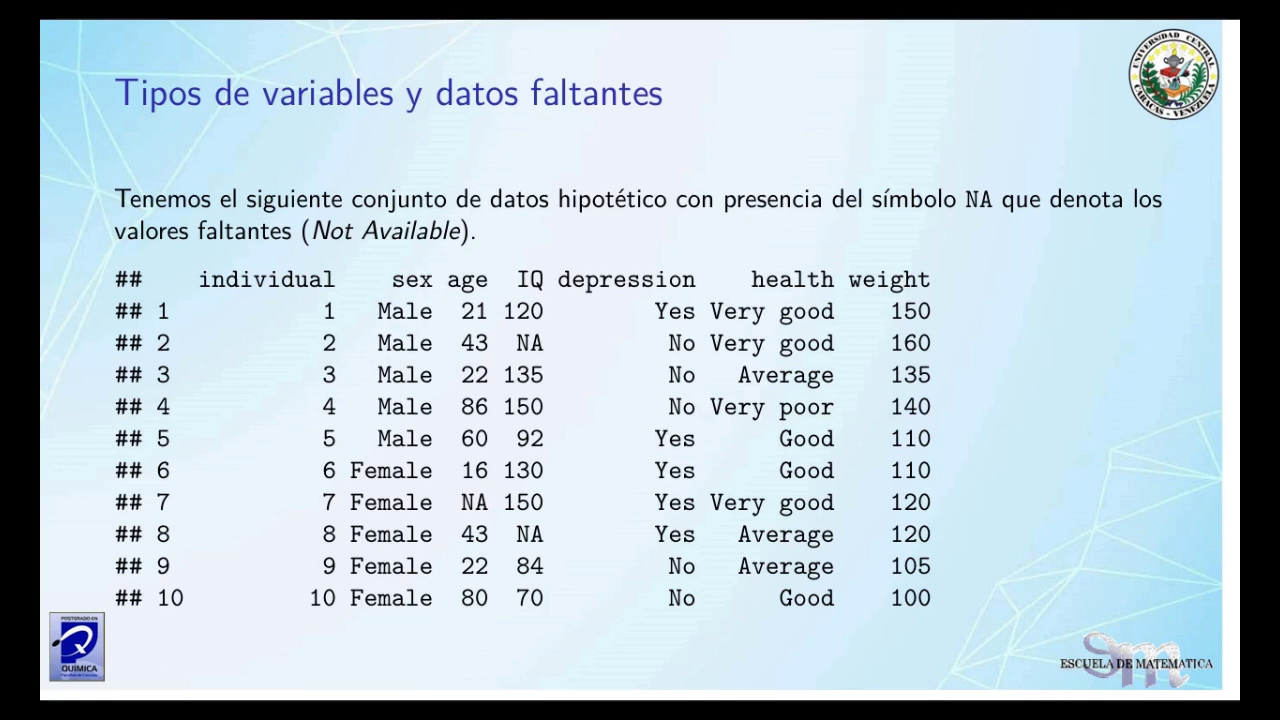 UNIVERSIDAD CENTRAL
CARACAS - VENEZUELA
Tipos de variables y datos faltantes
Tenemos el siguiente conjunto de datos hipotético con presencia del símbolo NA que denota los
valores faltantes (Not Available).
## individual sex age IQ depression health weight
## 1 1 Male 21 120 Yes Very good 150
## 2 2 Male 43 NA No Very good 160
## 3 3 Male 22 135 No Average 135
## 4 4 Male 86 150 No Very poor 140
## 5 5 Male 60 92 Yes Good 110
## 6 6 Female 16 130 Yes Good 110
## 7 7 Female NA 150 Yes Very good 120
## 8 8 Female 43 NA Yes Average 120
## 9 9 Female 22 84 No Average 105
## 10 10 Female 80 70 No Good 100
POSTGRADO EN
QUÍMICA
ESCUELA DE MATEMATICA